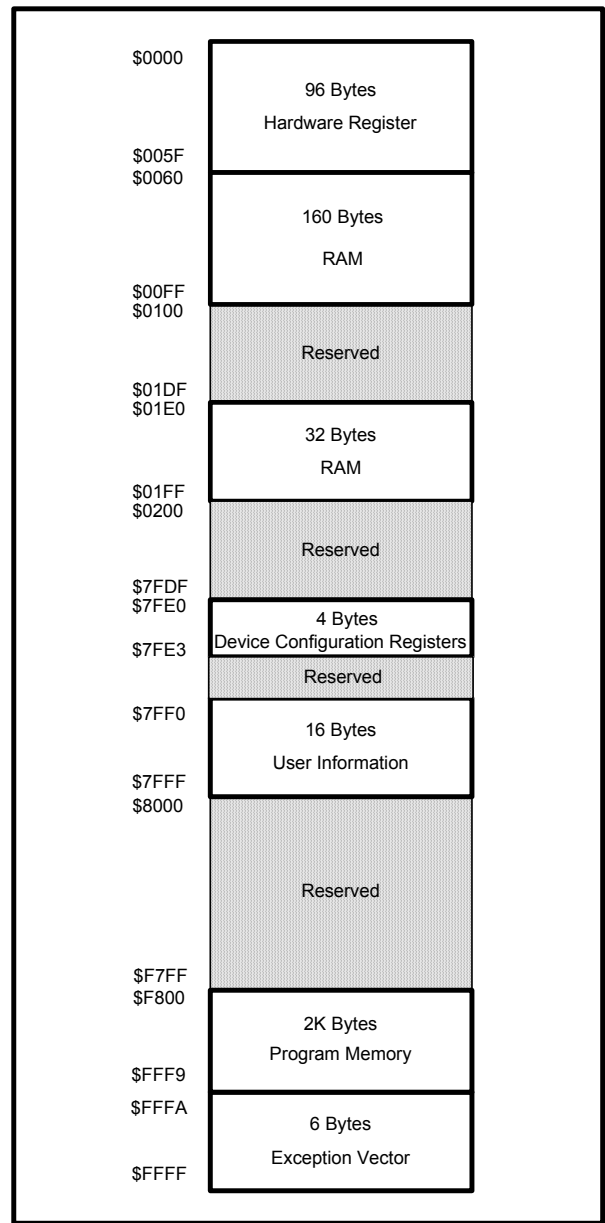 $0000
96 Bytes
Hardware Register
$005F
$0060
160 Bytes
RAM
$00FF
$0100
Reserved
$01DF
$01E0
32 Bytes
RAM
$01FF
$0200
Reserved
$7FDF
$7FE0
4 Bytes
Device Configuration Registers
$7FE3
Reserved
$7FF0
16 Bytes
User Information
$7FFF
$8000
Reserved
$F7FF
$F800
2K Bytes
Program Memory
$FFF9
$FFFA
6 Bytes
Exception Vector
$FFFF